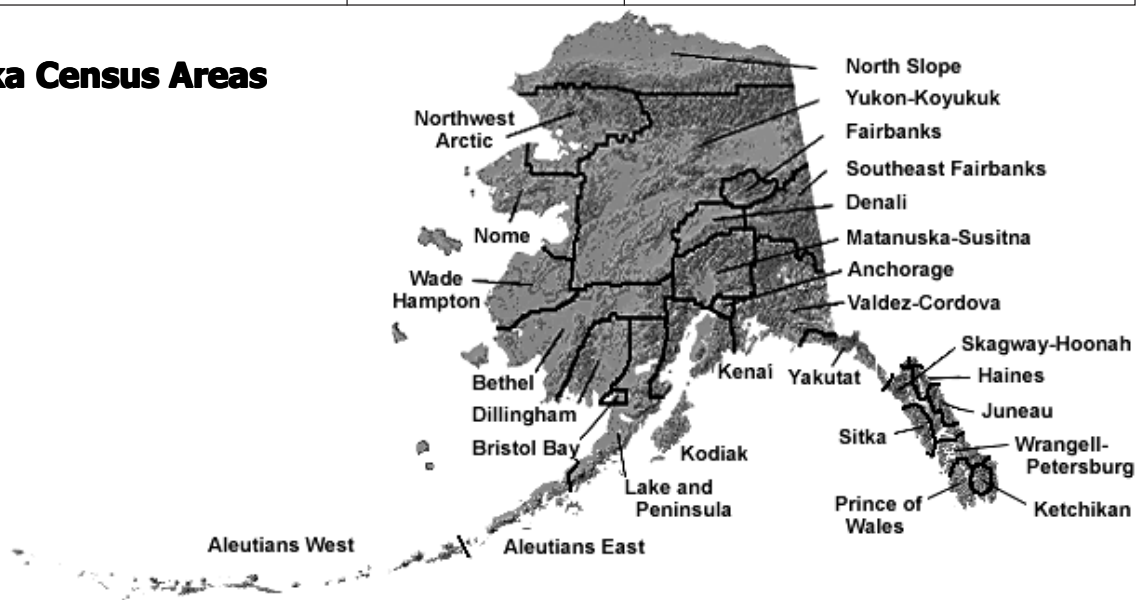 ka Census Areas
North Slope
Yukon-Koyukuk
Northwest
Arctic
Fairbanks
Southeast Fairbanks
Denali
Nome
Matanuska-Susitna
Anchorage
Wade
Hampton
Valdez-Cordova
Skagway-Hoonah
Kenai
Yakutat
Haines
Bethel
Juneau
Dillingham
Sitka
Bristol Bay
Kodiak
Wrangell-
Petersburg
Lake and
Peninsula
Prince of
Wales
Ketchikan
Aleutians West
Aleutians East